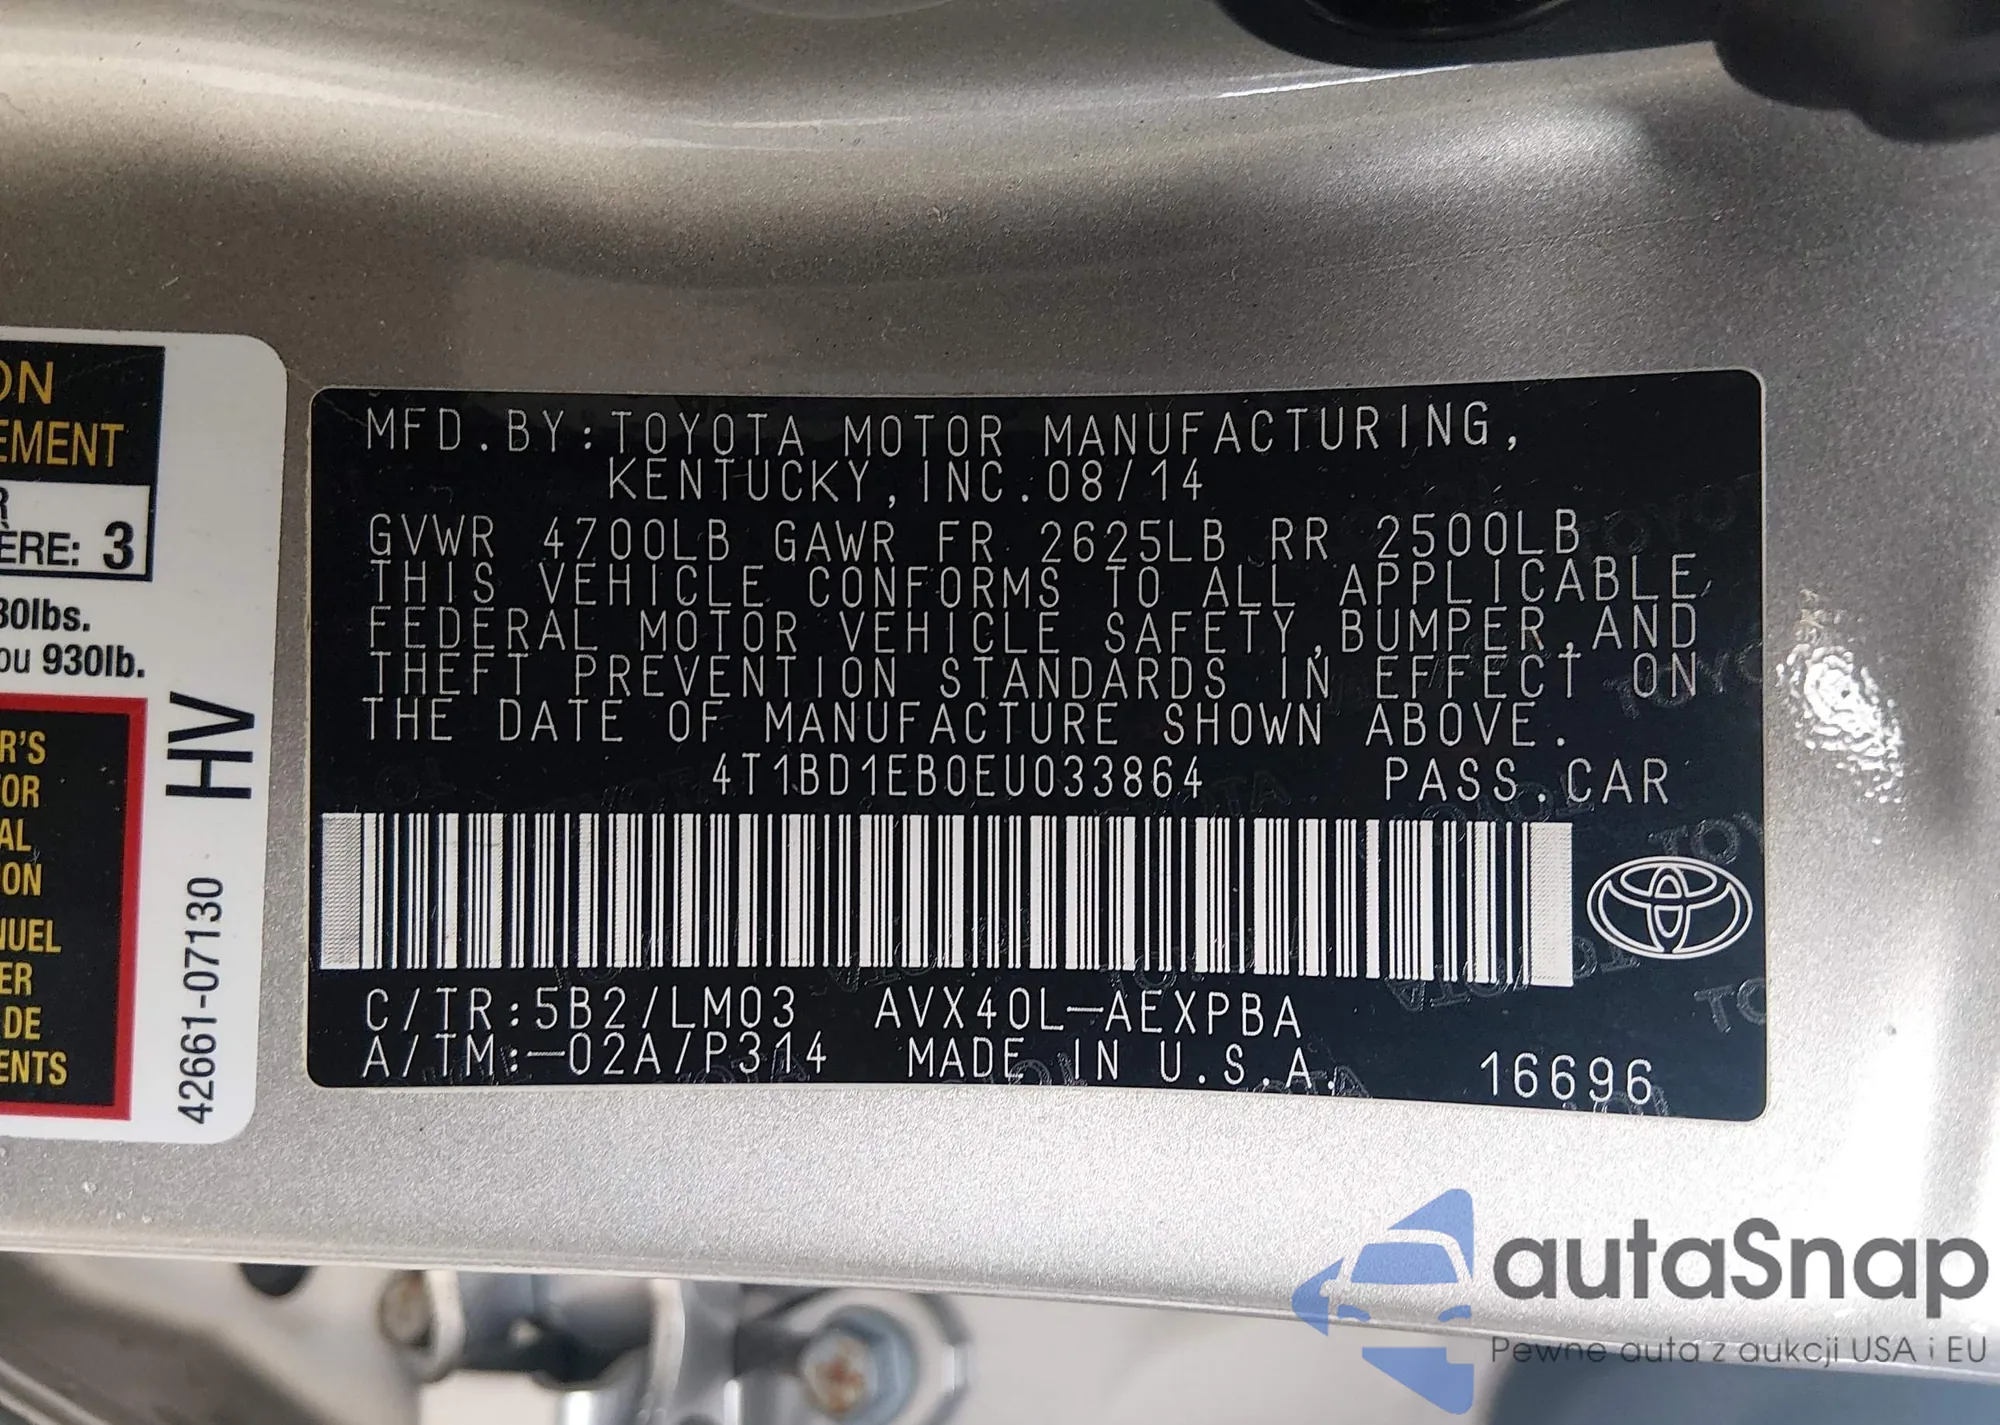 ON
EMENT
R
ÈRE: 3
30lbs.
ou 930lb.
R'S
TOR
AL
ON
NUEL
ER
DE
ENTS
HV
42661-07130
MFD.BY:TOYOTA MOTOR MANUFACTURING,
KENTUCKY,INC.08/14
GVWR 4700LB GAWR FR 2625LB RR 2500LB
THIS VEHICLE CONFORMS TO ALL APPLICABLE
FEDERAL MOTOR VEHICLE SAFETY,BUMPER,AND
THEFT PREVENTION STANDARDS IN EFFECT ON
THE DATE OF MANUFACTURE SHOWN ABOVE.
4T1BD1EB0EU033864 PASS.CAR
C/TR:5B2/LM03 AVX40L-AEXPBA
A/TM:-02A/P314 MADE IN U.S.A. 16696
autaSnap
Pewne auta z aukcji USA i EU